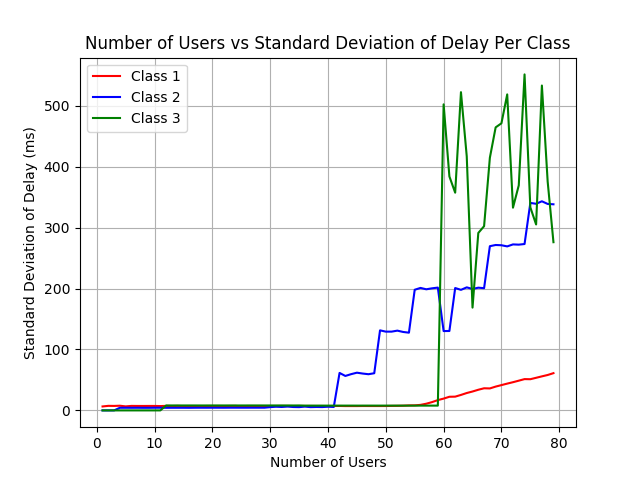 Number of Users vs Standard Deviation of Delay Per Class
Class 1
Class 2
Class 3
Standard Deviation of Delay (ms)
500
400
300
200
100
0
0 10 20 30 40 50 60 70 80
Number of Users